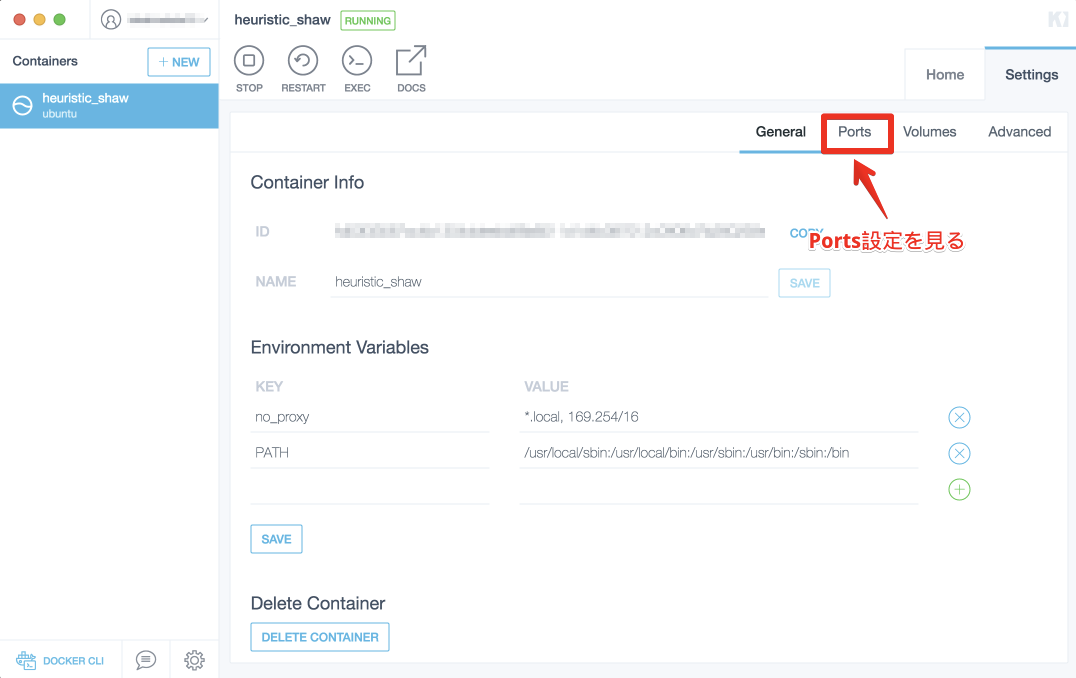 heuristic_shaw RUNNING
Containers
+ NEW
heuristic_shaw
ubuntu
STOP RESTART EXEC DOCS
Home Settings
General Ports Volumes Advanced
Container Info
ID
COPY
Ports設定を見る
NAME heuristic_shaw SAVE
Environment Variables
KEY VALUE
no_proxy *.local, 169.254/16
PATH /usr/local/sbin:/usr/local/bin:/usr/sbin:/usr/bin:/sbin:/bin
SAVE
Delete Container
DELETE CONTAINER
DOCKER CLI